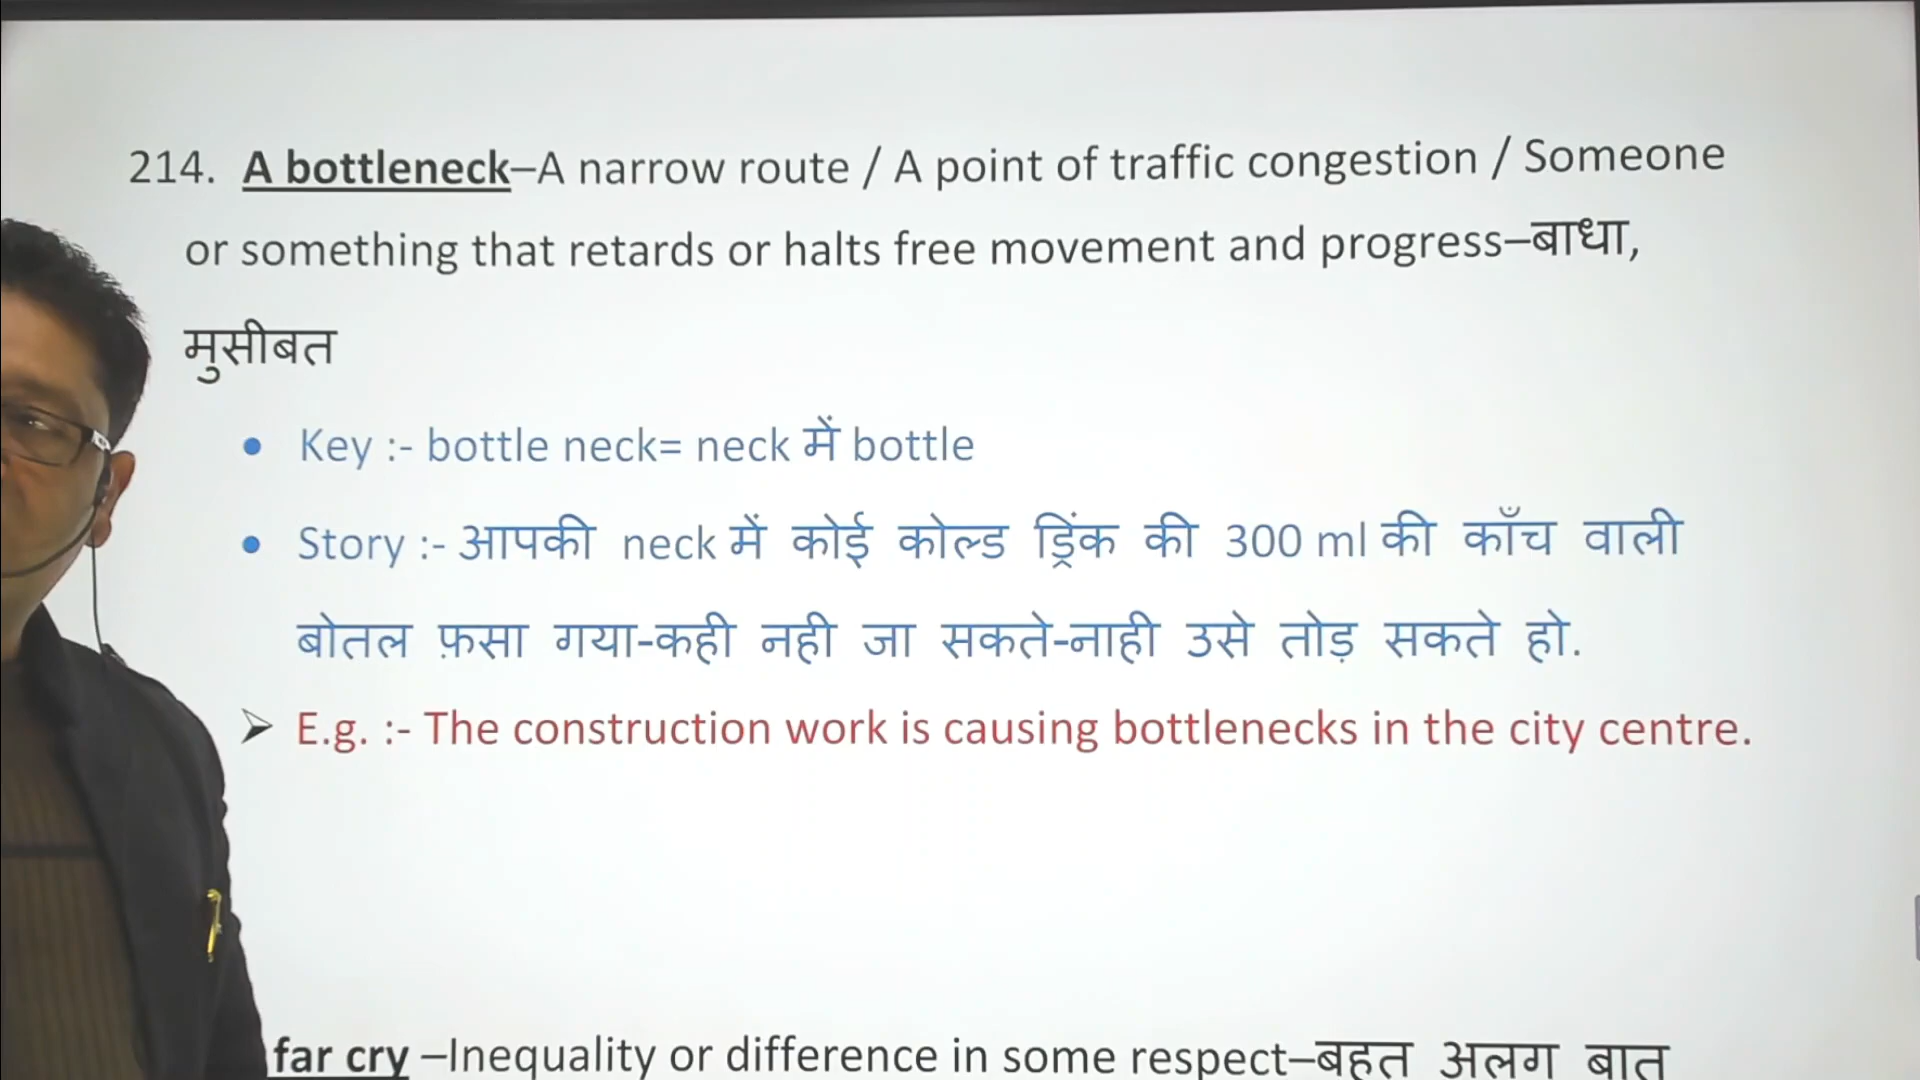 214. A bottleneck–A narrow route / A point of traffic congestion / Someone
or something that retards or halts free movement and progress–बाधा,
मुसीबत
• Key :- bottle neck= neck में bottle
• Story :- आपकी neck में कोई कोल्ड ड्रिंक की 300 ml की काँच वाली
बोतल फ़सा गया-कही नही जा सकते-नाही उसे तोड़ सकते हो.
➢ E.g. :- The construction work is causing bottlenecks in the city centre.
far cry –Inequality or difference in some respect–बहुत अलग बात